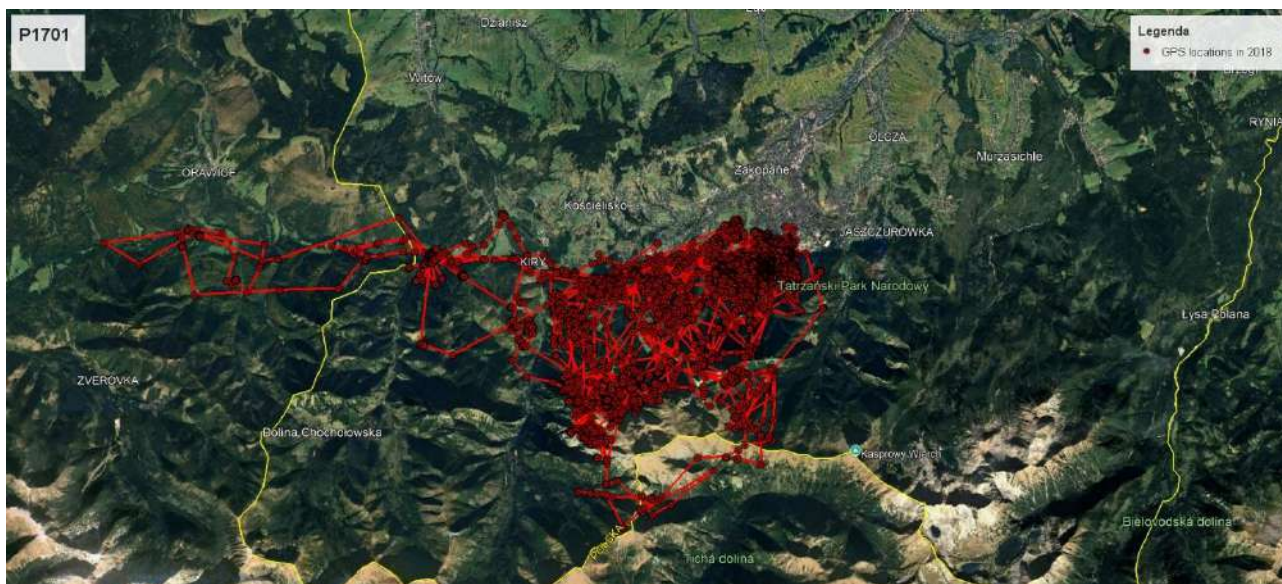 P1701
Legenda
GPS locations in 2018
Dzianisz
Witów
RYNIA
OLCZA
Murzasichle
Zakopane
ORAWICE
Kościelisko
JASZCZURÓWKA
KIRY
Tatrzański Park Narodowy
Łysa Polana
ZVEROVKA
Dolina Chochołowska
Kasprowy Wierch
Bielovodská dolina
Tichá dolina